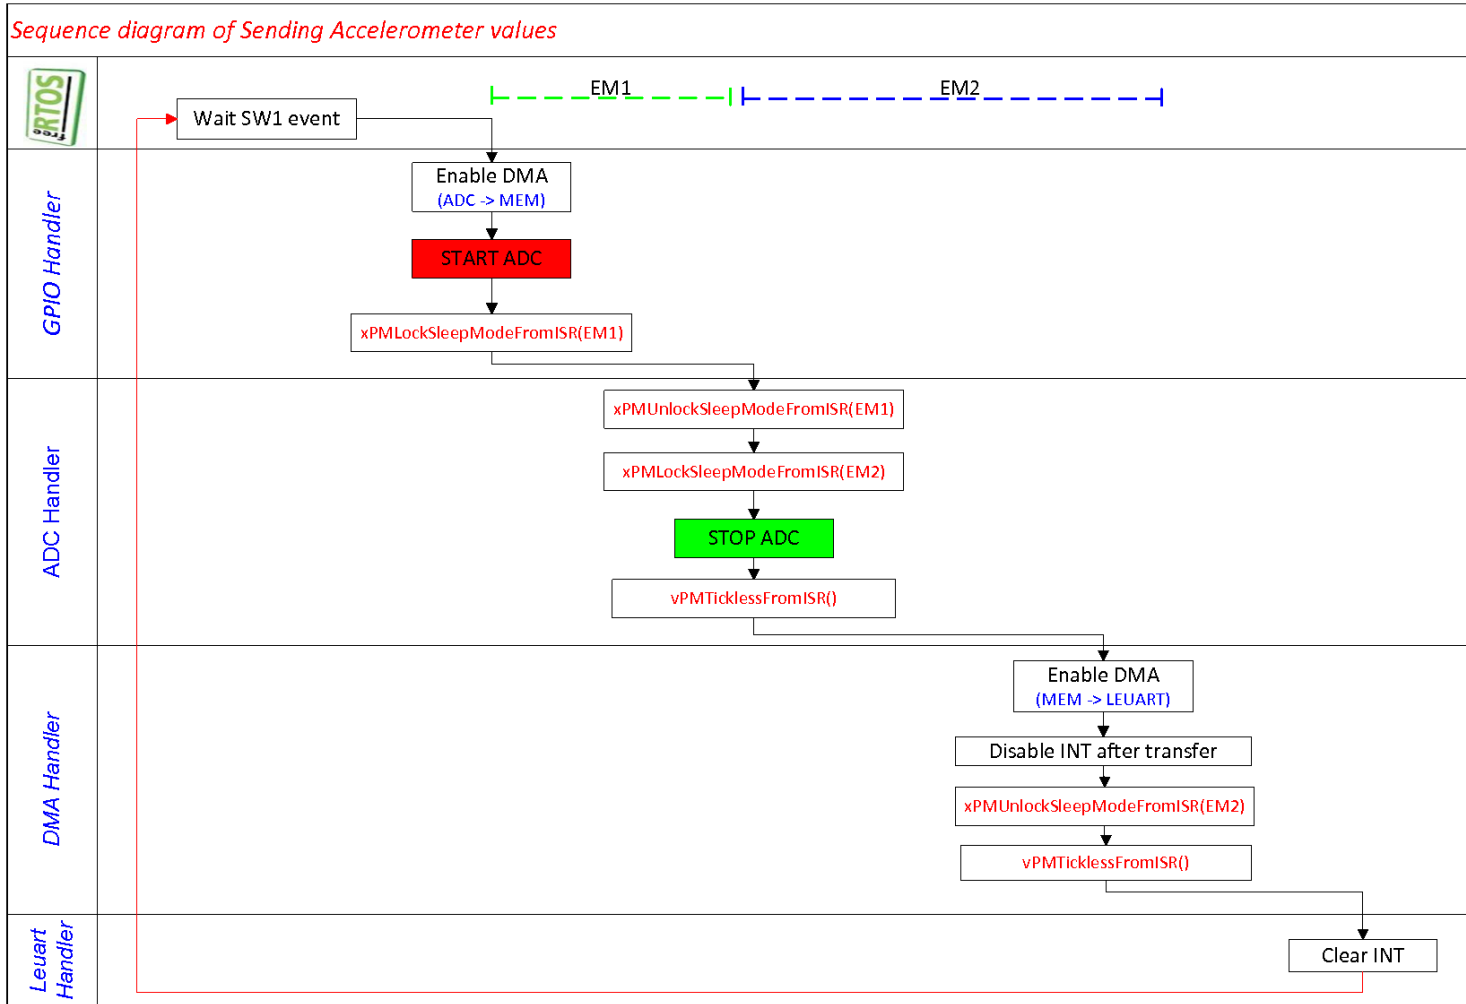 Sequence diagram of Sending Accelerometer values
free
RTOS
EM1
EM2
Wait SW1 event
GPIO Handler
Enable DMA
(ADC -> MEM)
START ADC
xPMLockSleepModeFromISR(EM1)
ADC Handler
xPMUnlockSleepModeFromISR(EM1)
xPMLockSleepModeFromISR(EM2)
STOP ADC
vPMTicklessFromISR()
DMA Handler
Enable DMA
(MEM -> LEUART)
Disable INT after transfer
xPMUnlockSleepModeFromISR(EM2)
vPMTicklessFromISR()
Leuart
Handler
Clear INT